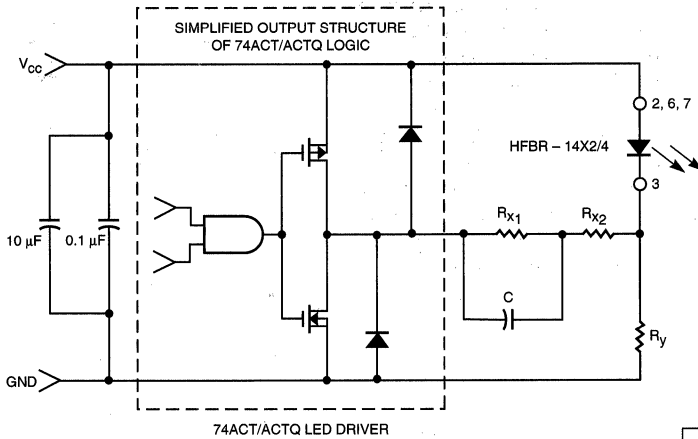 SIMPLIFIED OUTPUT STRUCTURE
OF 74ACT/ACTQ LOGIC
VCC
2, 6, 7
HFBR – 14X2/4
3
RX1
RX2
10 µF
0.1 µF
C
Ry
GND
74ACT/ACTQ LED DRIVER